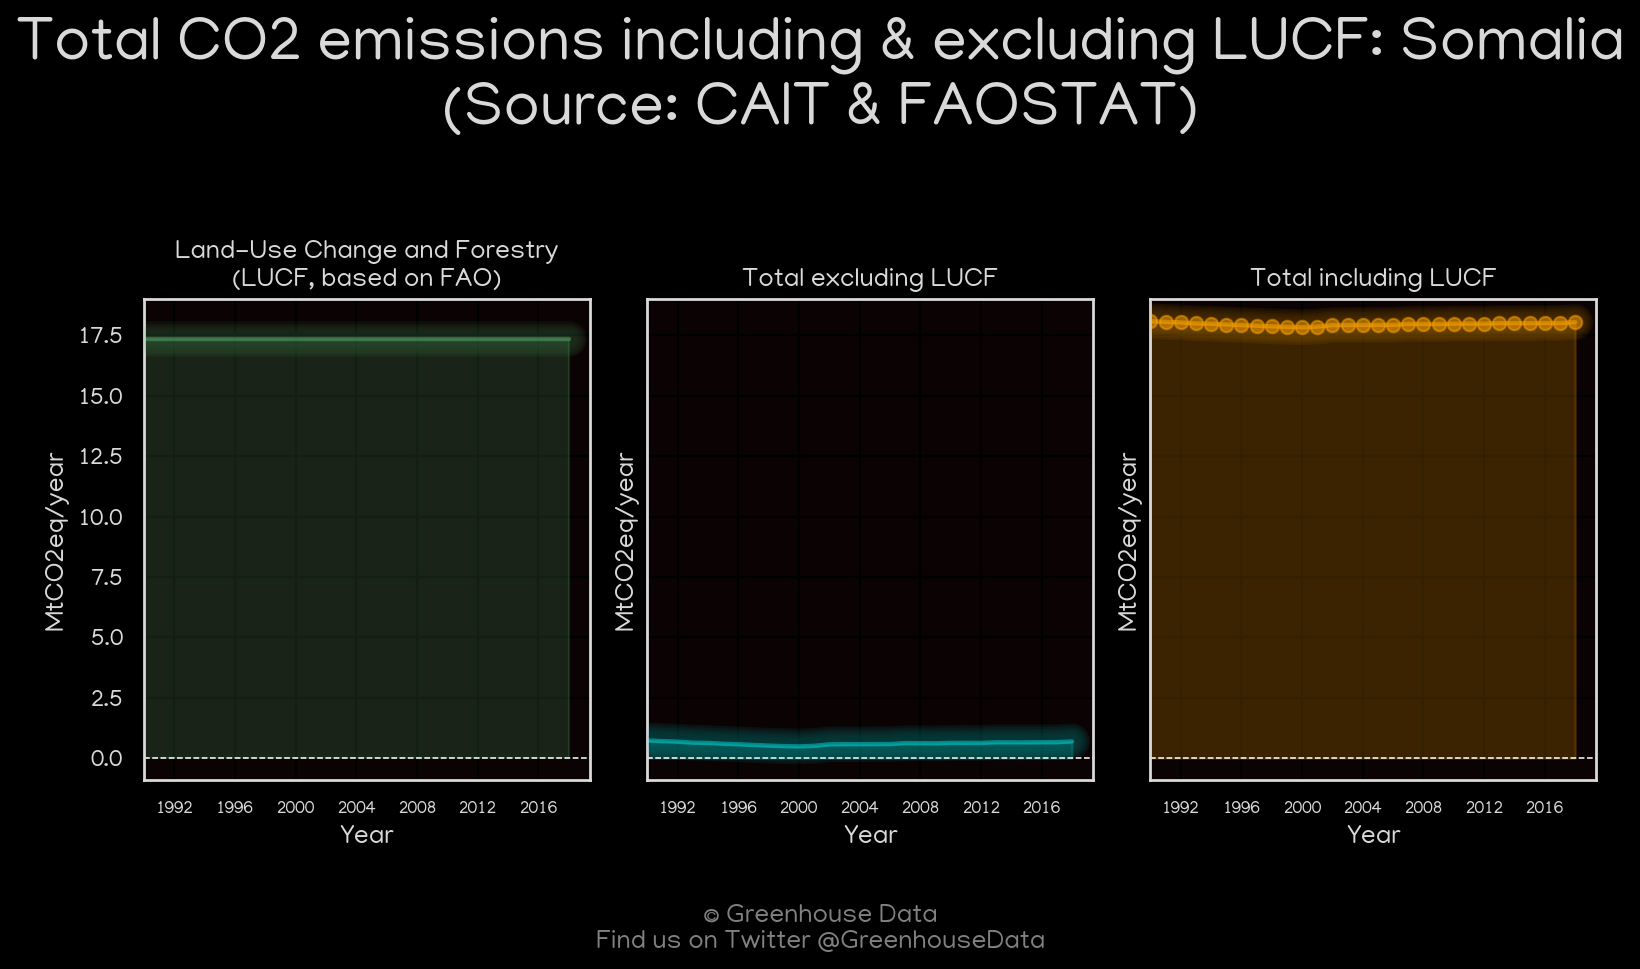 Total CO2 emissions including & excluding LUCF: Somalia
(Source: CAIT & FAOSTAT)
Land-Use Change and Forestry
(LUCF, based on FAO)
17.5
15.0
12.5
10.0
7.5
5.0
2.5
0.0
MtCO2eq/year
1992 1996 2000 2004 2008 2012 2016
Year
Total excluding LUCF
MtCO2eq/year
1992 1996 2000 2004 2008 2012 2016
Year
Total including LUCF
MtCO2eq/year
1992 1996 2000 2004 2008 2012 2016
Year
© Greenhouse Data
Find us on Twitter @GreenhouseData